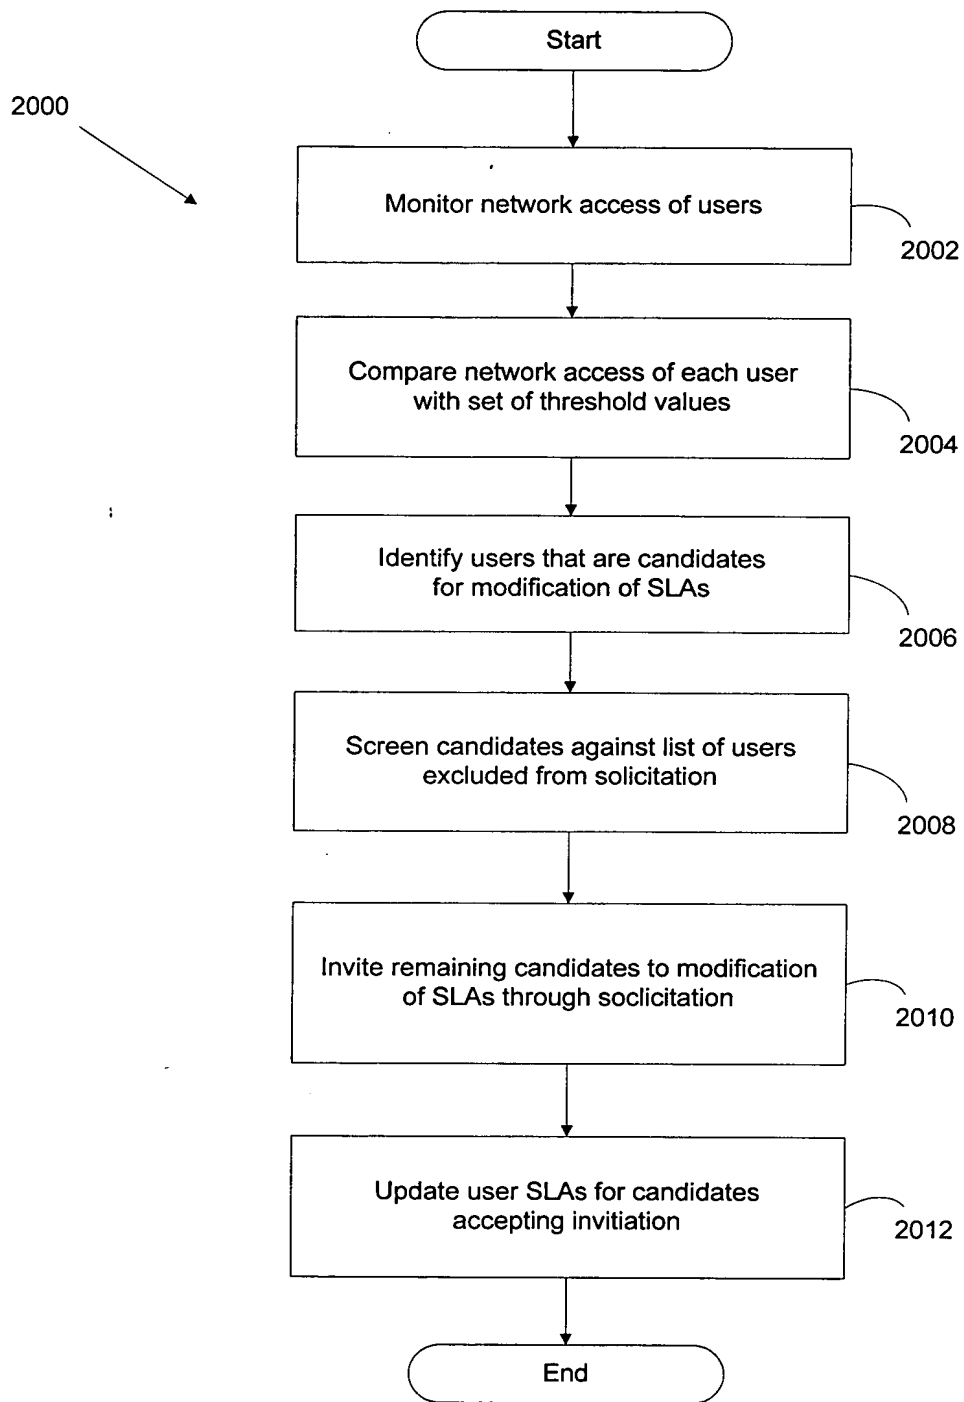 Start
2000
Monitor network access of users
2002
Compare network access of each user
with set of threshold values
2004
Identify users that are candidates
for modification of SLAs
2006
Screen candidates against list of users
excluded from solicitation
2008
Invite remaining candidates to modification
of SLAs through soclicitation
2010
Update user SLAs for candidates
accepting invitiation
2012
End